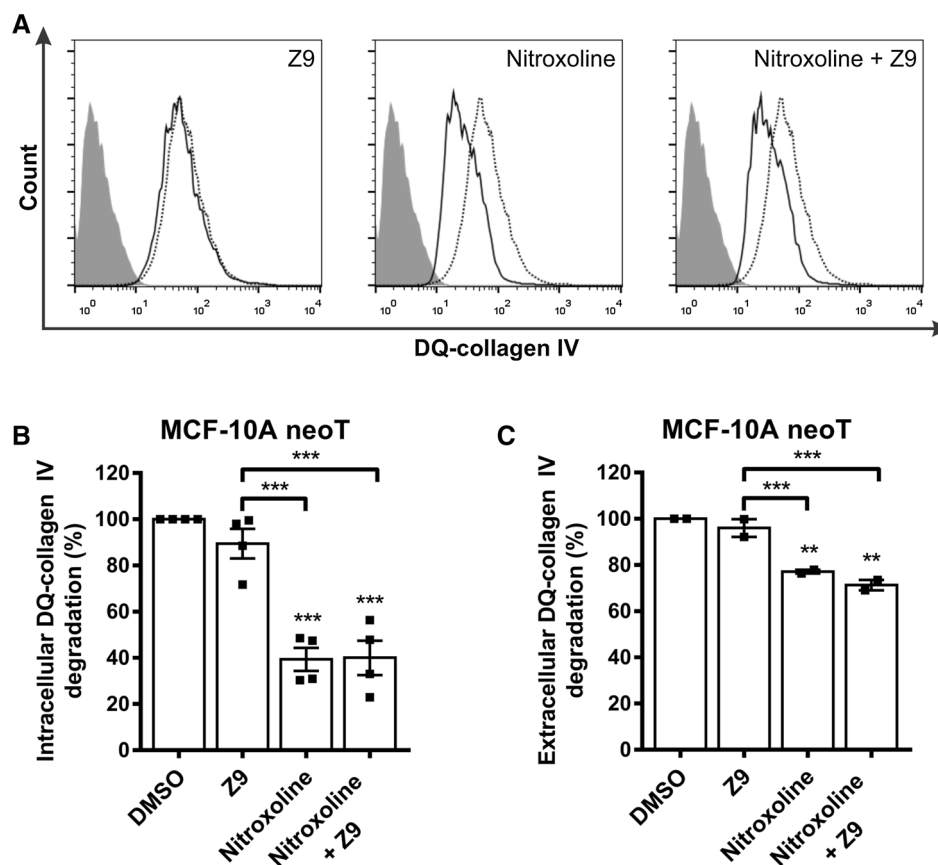 A
Z9
Nitroxoline
Nitroxoline + Z9
Count
10⁰ 10¹ 10² 10³ 10⁴
10⁰ 10¹ 10² 10³ 10⁴
10⁰ 10¹ 10² 10³ 10⁴
DQ-collagen IV
B
MCF-10A neoT
Intracellular DQ-collagen IV
degradation (%)
120
100
80
60
40
20
0
***
***
***
***
DMSO
Z9
Nitroxoline
Nitroxoline
+ Z9
C
MCF-10A neoT
Extracellular DQ-collagen IV
degradation (%)
120
100
80
60
40
20
0
***
***
**
**
DMSO
Z9
Nitroxoline
Nitroxoline
+ Z9